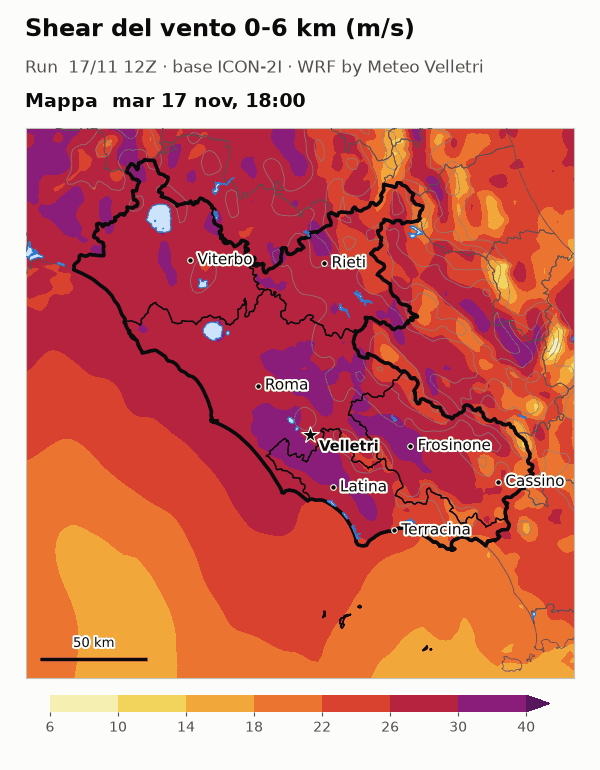 Shear del vento 0-6 km (m/s)
Run  17/11 12Z · base ICON-2I · WRF by Meteo Velletri
Mappa  mar 17 nov, 18:00
Viterbo
Rieti
Roma
Velletri
Frosinone
Latina
Cassino
Terracina
50 km
6 10 14 18 22 26 30 40